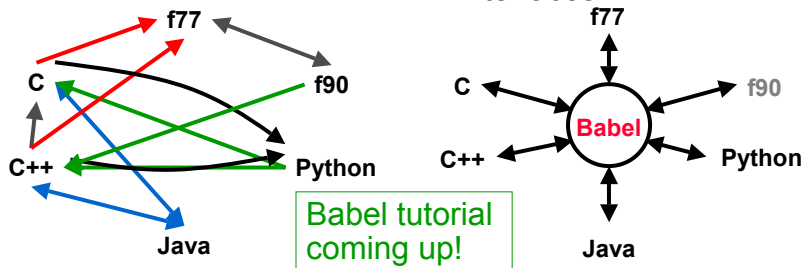 f77
C
f90
C++
Python
Java
Babel tutorial
coming up!
f77
C
f90
Babel
C++
Python
Java